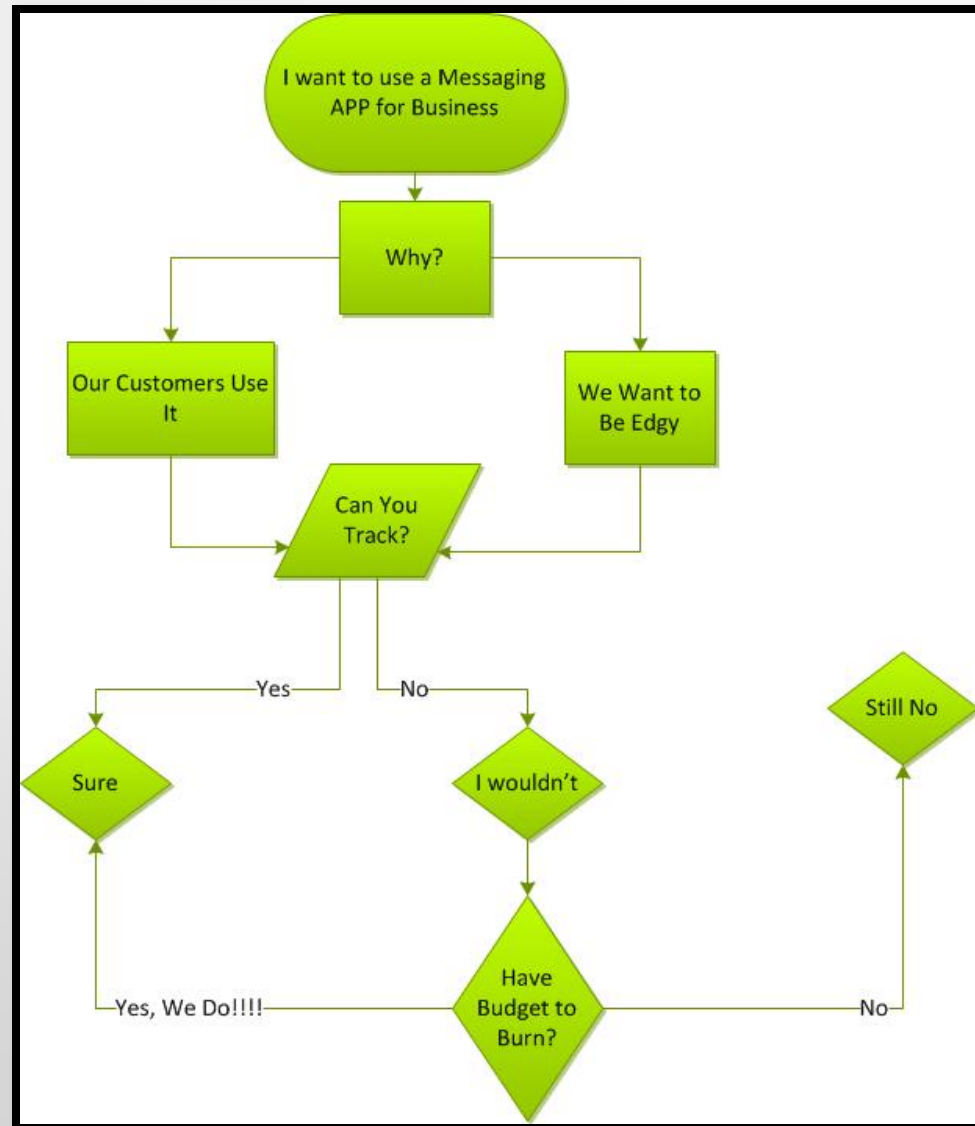 I want to use a Messaging
APP for Business
Why?
Our Customers Use
It
We Want to
Be Edgy
Can You
Track?
Yes
No
Still No
Sure
I wouldn't
Have
Budget to
Burn?
Yes, We Do!!!!
No